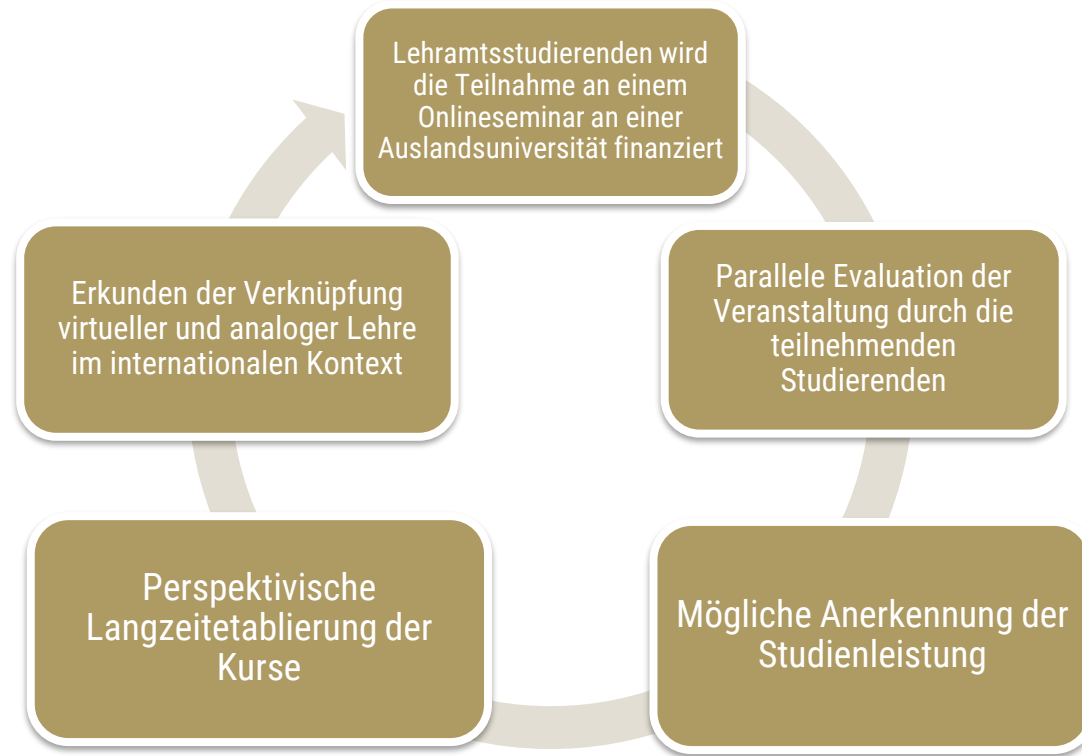 Lehramtsstudierenden wird
die Teilnahme an einem
Onlineseminar an einer
Auslandsuniversität finanziert
Parallele Evaluation der
Veranstaltung durch die
teilnehmenden
Studierenden
Mögliche Anerkennung der
Studienleistung
Perspektivische
Langzeitetablierung der
Kurse
Erkunden der Verknüpfung
virtueller und analoger Lehre
im internationalen Kontext